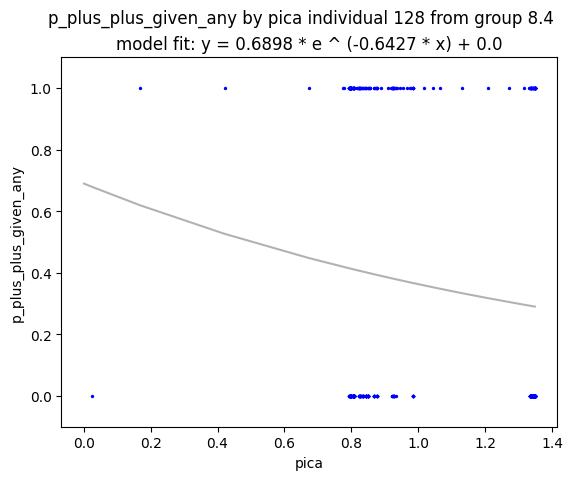 p_plus_plus_given_any by pica individual 128 from group 8.4
model fit: y = 0.6898 * e ^ (-0.6427 * x) + 0.0
p_plus_plus_given_any
1.0
0.8
0.6
0.4
0.2
0.0
0.0 0.2 0.4 0.6 0.8 1.0 1.2 1.4
pica